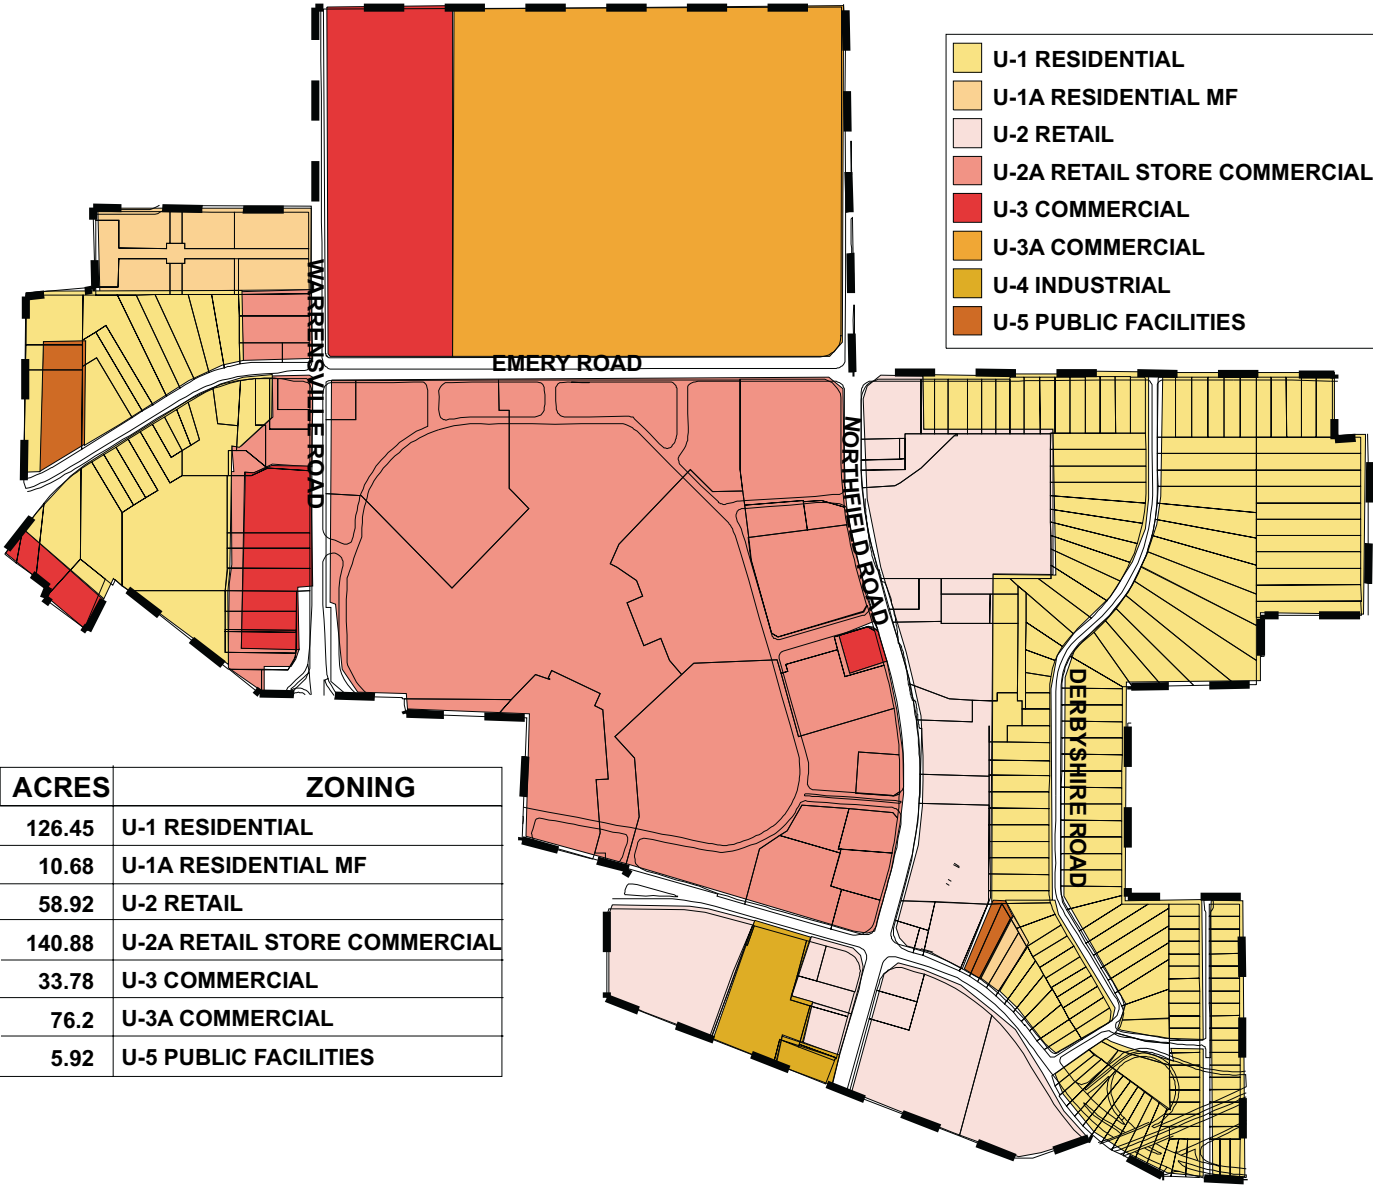 U-1 RESIDENTIAL
U-1A RESIDENTIAL MF
U-2 RETAIL
U-2A RETAIL STORE COMMERCIAL
U-3 COMMERCIAL
U-3A COMMERCIAL
U-4 INDUSTRIAL
U-5 PUBLIC FACILITIES
WARRENSVILLE ROAD
EMERY ROAD
NORTHFIELD ROAD
DERBYSHIRE ROAD
ACRES ZONING
126.45 U-1 RESIDENTIAL
10.68 U-1A RESIDENTIAL MF
58.92 U-2 RETAIL
140.88 U-2A RETAIL STORE COMMERCIAL
33.78 U-3 COMMERCIAL
76.2 U-3A COMMERCIAL
5.92 U-5 PUBLIC FACILITIES